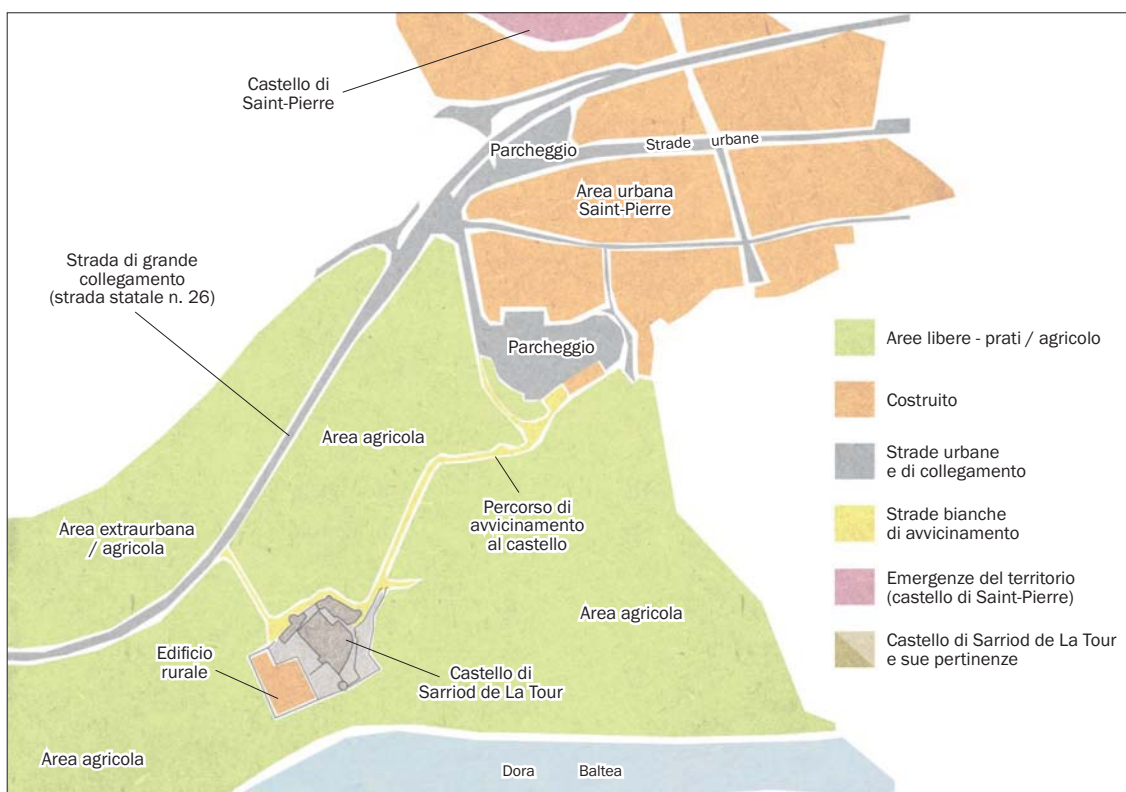 Castello di
Saint-Pierre
Parcheggio
Strade urbane
Area urbana
Saint-Pierre
Strada di grande
collegamento
(strada statale n. 26)
Parcheggio
Area agricola
Percorso di
avvicinamento
al castello
Area extraurbana
/ agricola
Area agricola
Edificio
rurale
Castello di
Sarriod de La Tour
Area agricola
Dora Baltea
Aree libere - prati / agricolo
Costruito
Strade urbane
e di collegamento
Strade bianche
di avvicinamento
Emergenze del territorio
(castello di Saint-Pierre)
Castello di Sarriod de La Tour
e sue pertinenze